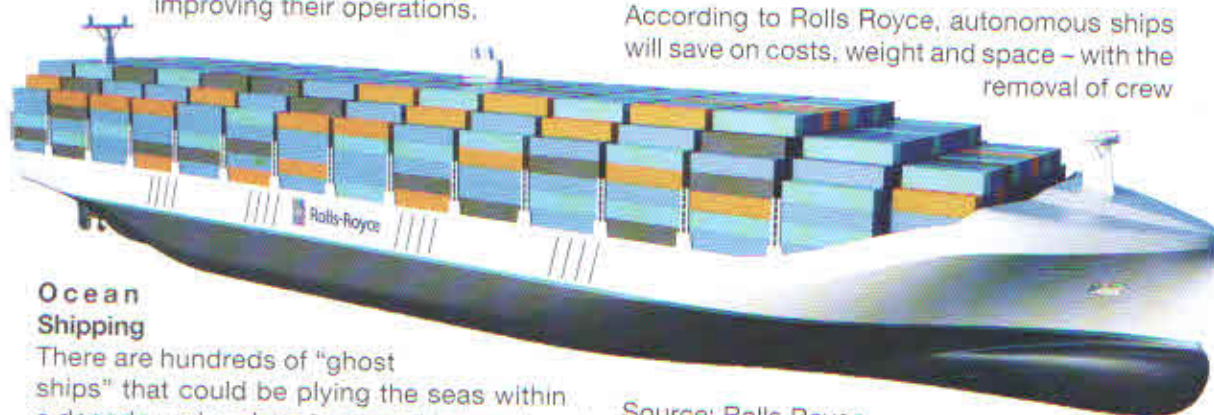 improving their operations.
According to Rolls Royce, autonomous ships
will save on costs, weight and space – with the
removal of crew
Rolls-Royce
Ocean
Shipping
There are hundreds of "ghost
ships" that could be plying the seas within
Source: Rolls Royce